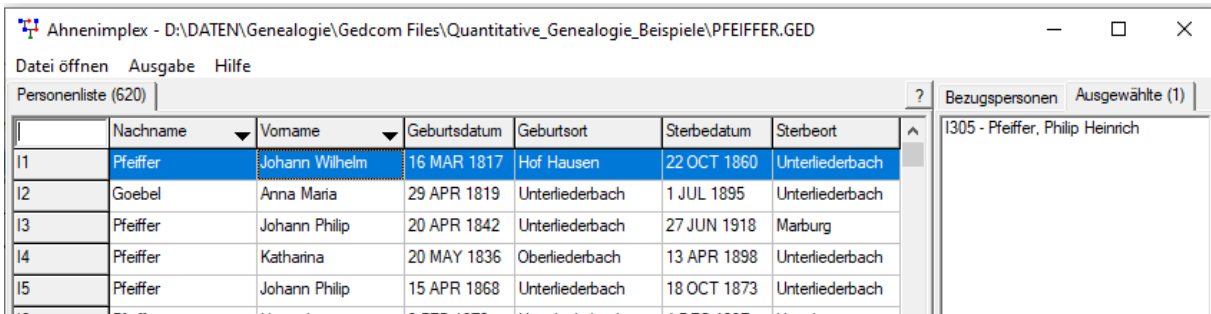 Ahnenimplex - D:\DATEN\Genealogie\Gedcom Files\Quantitative_Genealogie_Beispiele\PFEIFFER.GED
Datei öffnen Ausgabe Hilfe
Personenliste (620) ? Bezugspersonen Ausgewählte (1)
Nachname Vorname Geburtsdatum Geburtsort Sterbedatum Sterbeort I305 - Pfeiffer, Philip Heinrich
I1 Pfeiffer Johann Wilhelm 16 MAR 1817 Hof Hausen 22 OCT 1860 Unterliederbach
I2 Goebel Anna Maria 29 APR 1819 Unterliederbach 1 JUL 1895 Unterliederbach
I3 Pfeiffer Johann Philip 20 APR 1842 Unterliederbach 27 JUN 1918 Marburg
I4 Pfeiffer Katharina 20 MAY 1836 Oberliederbach 13 APR 1898 Unterliederbach
I5 Pfeiffer Johann Philip 15 APR 1868 Unterliederbach 18 OCT 1873 Unterliederbach